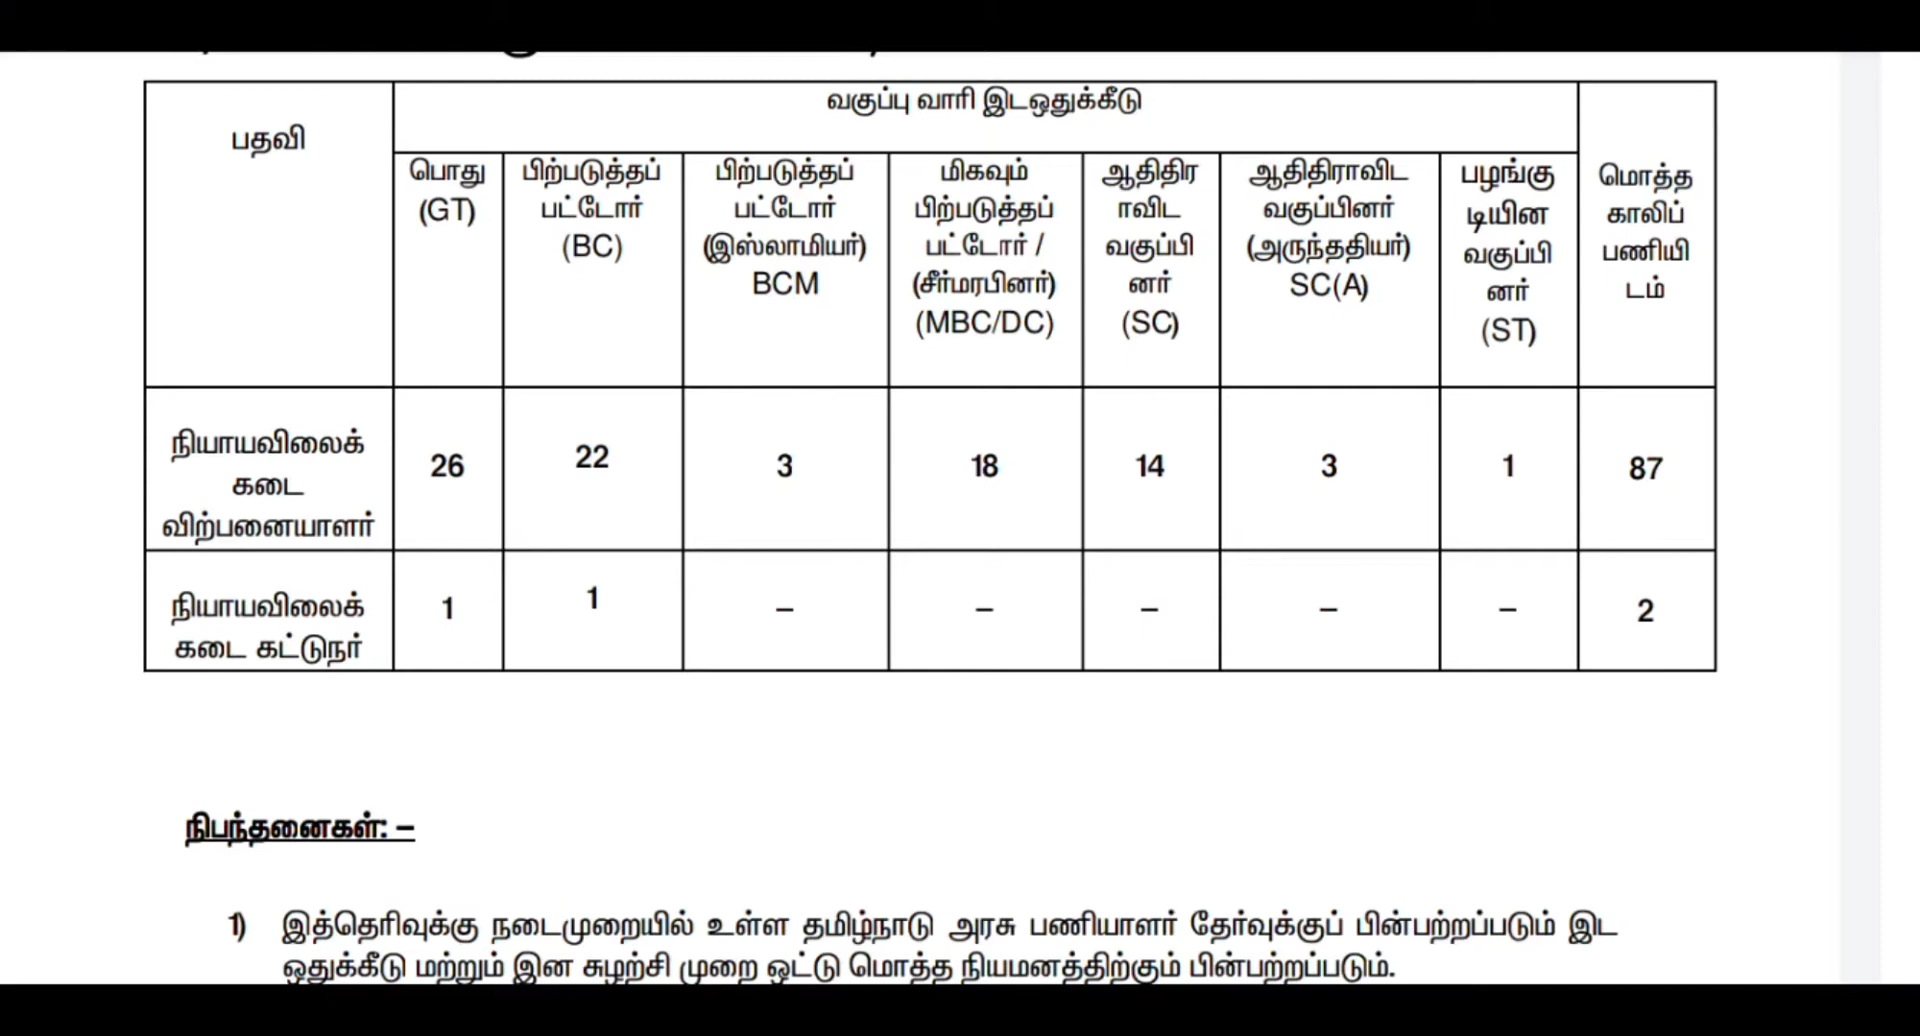 வகுப்பு வாரி இடஒதுக்கீடு
பதவி
பொது
(GT)
பிற்படுத்தப்
பட்டோர்
(BC)
பிற்படுத்தப்
பட்டோர்
(இஸ்லாமியர்)
BCM
மிகவும்
பிற்படுத்தப்
பட்டோர் /
(சீர்மரபினர்)
(MBC/DC)
ஆதிதிர
ாவிட
வகுப்பி
னர்
(SC)
ஆதிதிராவிட
வகுப்பினர்
(அருந்ததியர்)
SC(A)
பழங்கு
டியின
வகுப்பி
னர்
(ST)
மொத்த
காலிப்
பணியி
டம்
நியாயவிலைக்
கடை
விற்பனையாளர்
26
22
3
18
14
3
1
87
நியாயவிலைக்
கடை கட்டுநர்
1
1
–
–
–
–
–
2
நிபந்தனைகள்: –
1) இத்தெரிவுக்கு நடைமுறையில் உள்ள தமிழ்நாடு அரசு பணியாளர் தேர்வுக்குப் பின்பற்றப்படும் இட
ஒதுக்கீடு மற்றும் இன சுழற்சி முறை ஒட்டு மொத்த நியமனத்திற்கும் பின்பற்றப்படும்.